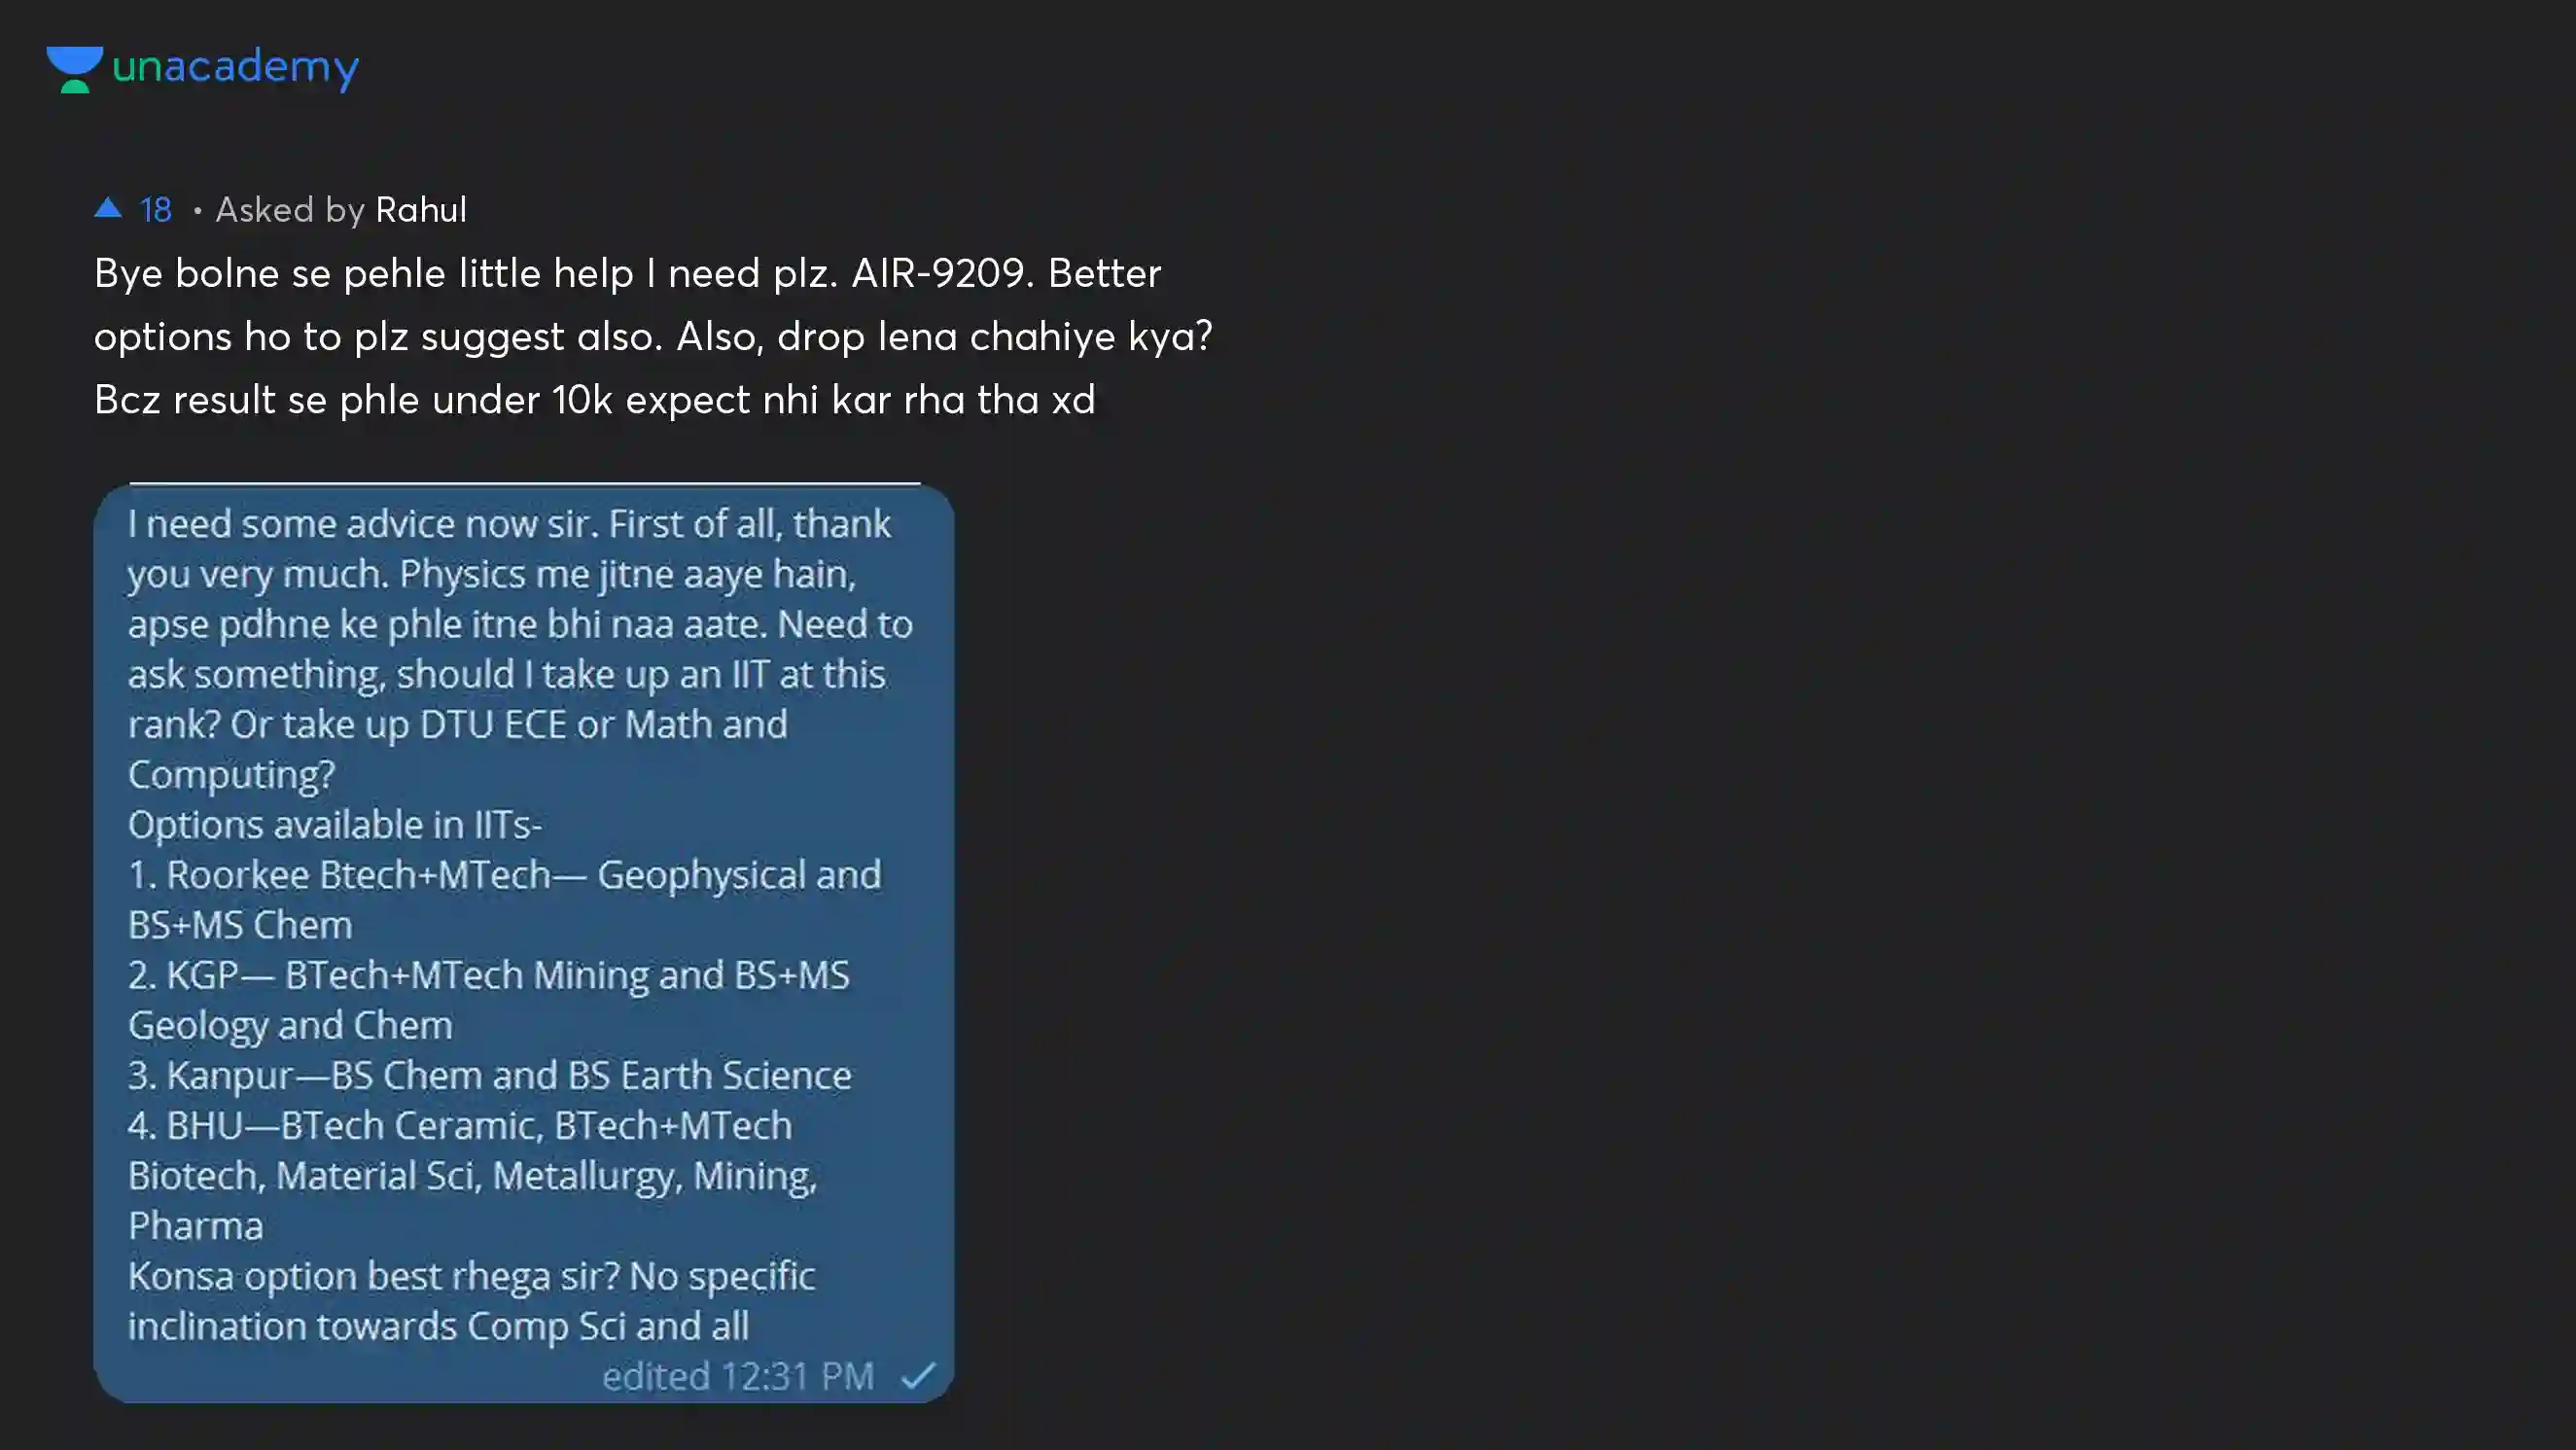 unacademy
▲ 18 • Asked by Rahul
Bye bolne se pehle little help I need plz. AIR-9209. Better
options ho to plz suggest also. Also, drop lena chahiye kya?
Bcz result se phle under 10k expect nhi kar rha tha xd
I need some advice now sir. First of all, thank
you very much. Physics me jitne aaye hain,
apse pdhne ke phle itne bhi naa aate. Need to
ask something, should I take up an IIT at this
rank? Or take up DTU ECE or Math and
Computing?
Options available in IITs-
1. Roorkee Btech+MTech— Geophysical and
BS+MS Chem
2. KGP— BTech+MTech Mining and BS+MS
Geology and Chem
3. Kanpur—BS Chem and BS Earth Science
4. BHU—BTech Ceramic, BTech+MTech
Biotech, Material Sci, Metallurgy, Mining,
Pharma
Konsa option best rhega sir? No specific
inclination towards Comp Sci and all
edited 12:31 PM